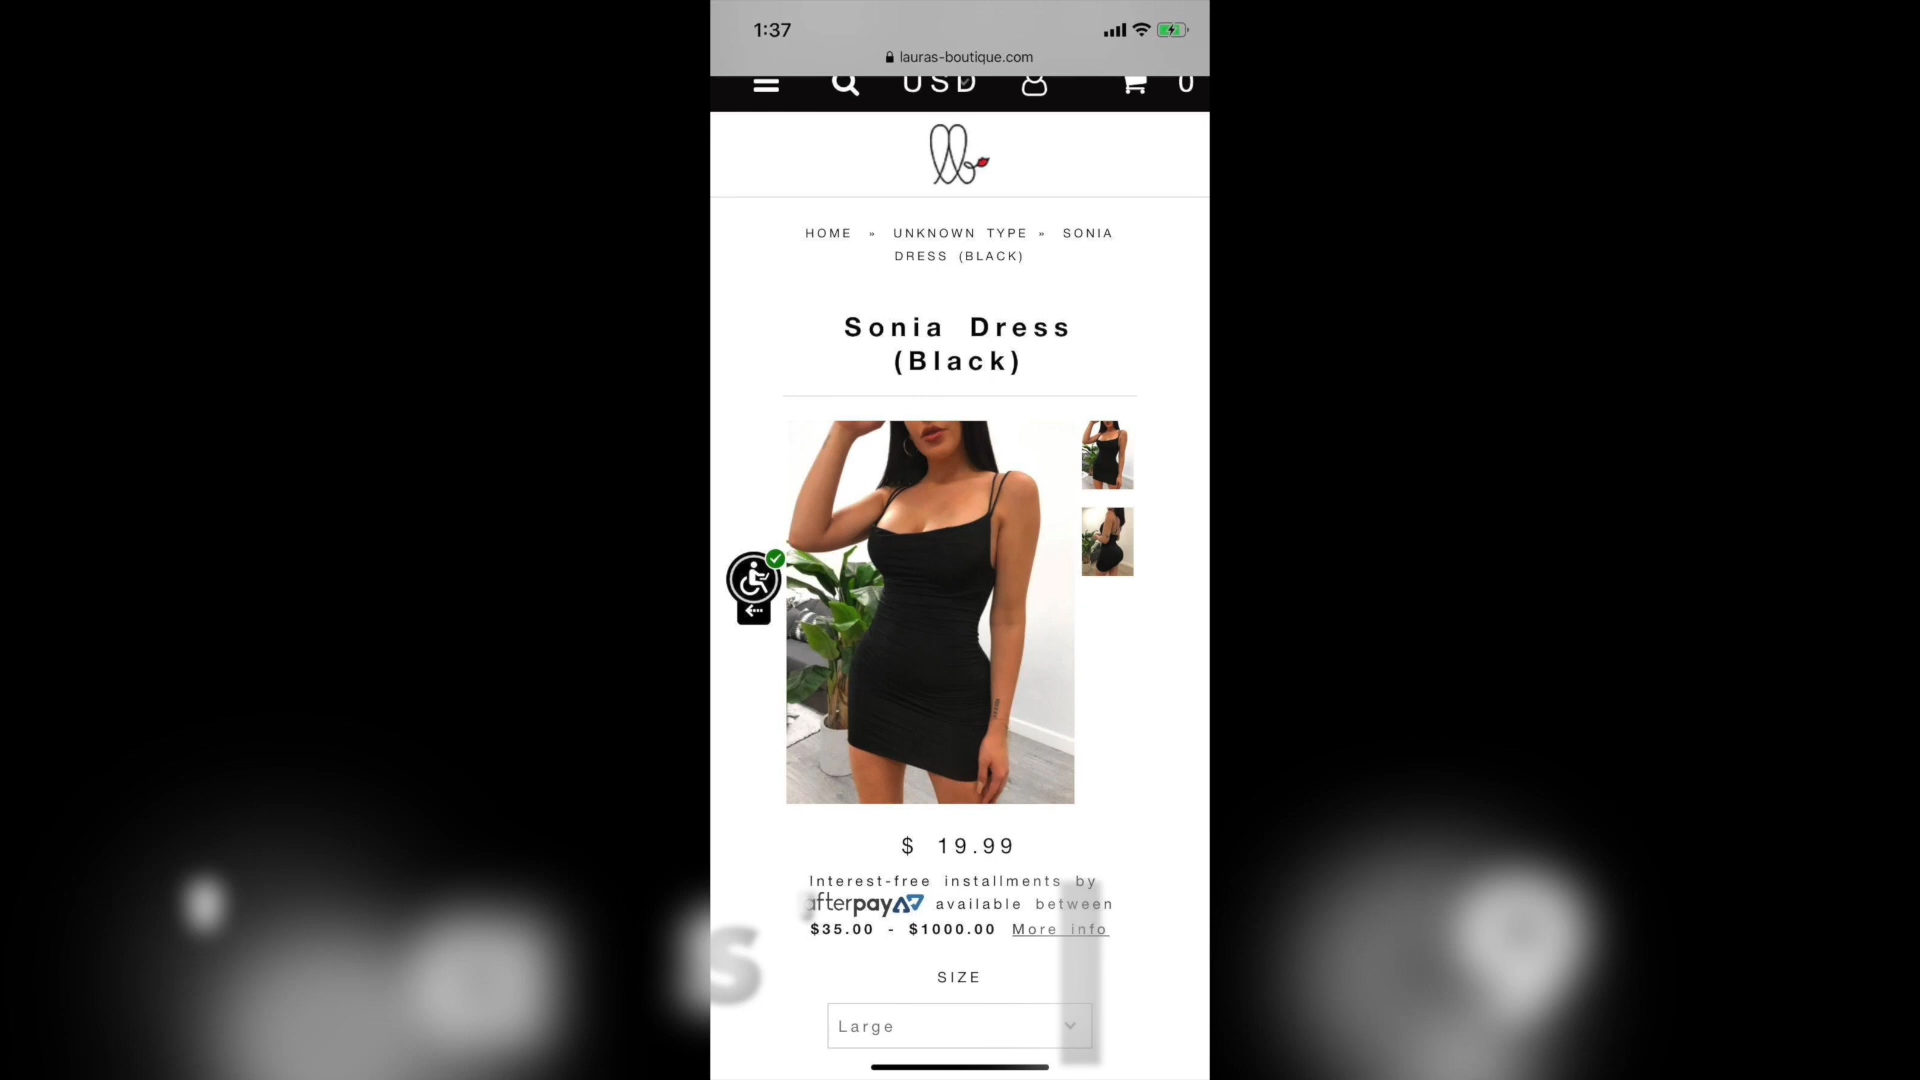 1:37
lauras-boutique.com
USD 0
HOME » UNKNOWN TYPE » SONIA
DRESS (BLACK)
Sonia Dress
(Black)
$ 19.99
Interest-free installments by
afterpay available between
$35.00 - $1000.00 More info
SIZE
Large